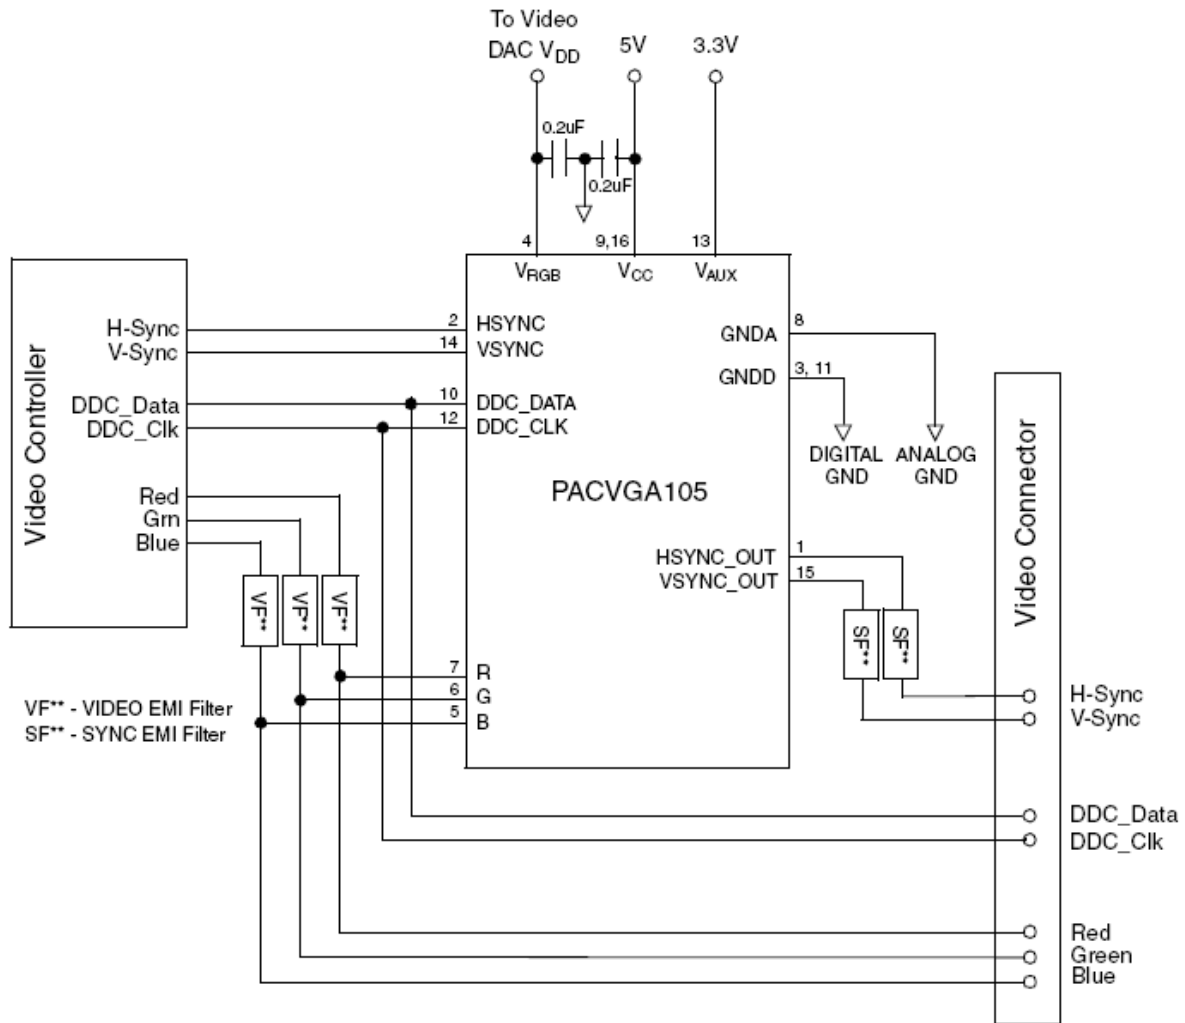 To Video
DAC VDD
5V
3.3V
0.2uF
0.2uF
4
9,16
13
VRGB
VCC
VAUX
Video Controller
H-Sync
V-Sync
DDC_Data
DDC_Clk
Red
Grn
Blue
2
14
10
12
HSYNC
VSYNC
DDC_DATA
DDC_CLK
GNDA
8
GNDD
3, 11
DIGITAL
GND
ANALOG
GND
PACVGA105
HSYNC_OUT
1
VSYNC_OUT
15
VF**
VF**
VF**
SF**
SF**
7
R
6
G
5
B
VF** - VIDEO EMI Filter
SF** - SYNC EMI Filter
Video Connector
H-Sync
V-Sync
DDC_Data
DDC_Clk
Red
Green
Blue